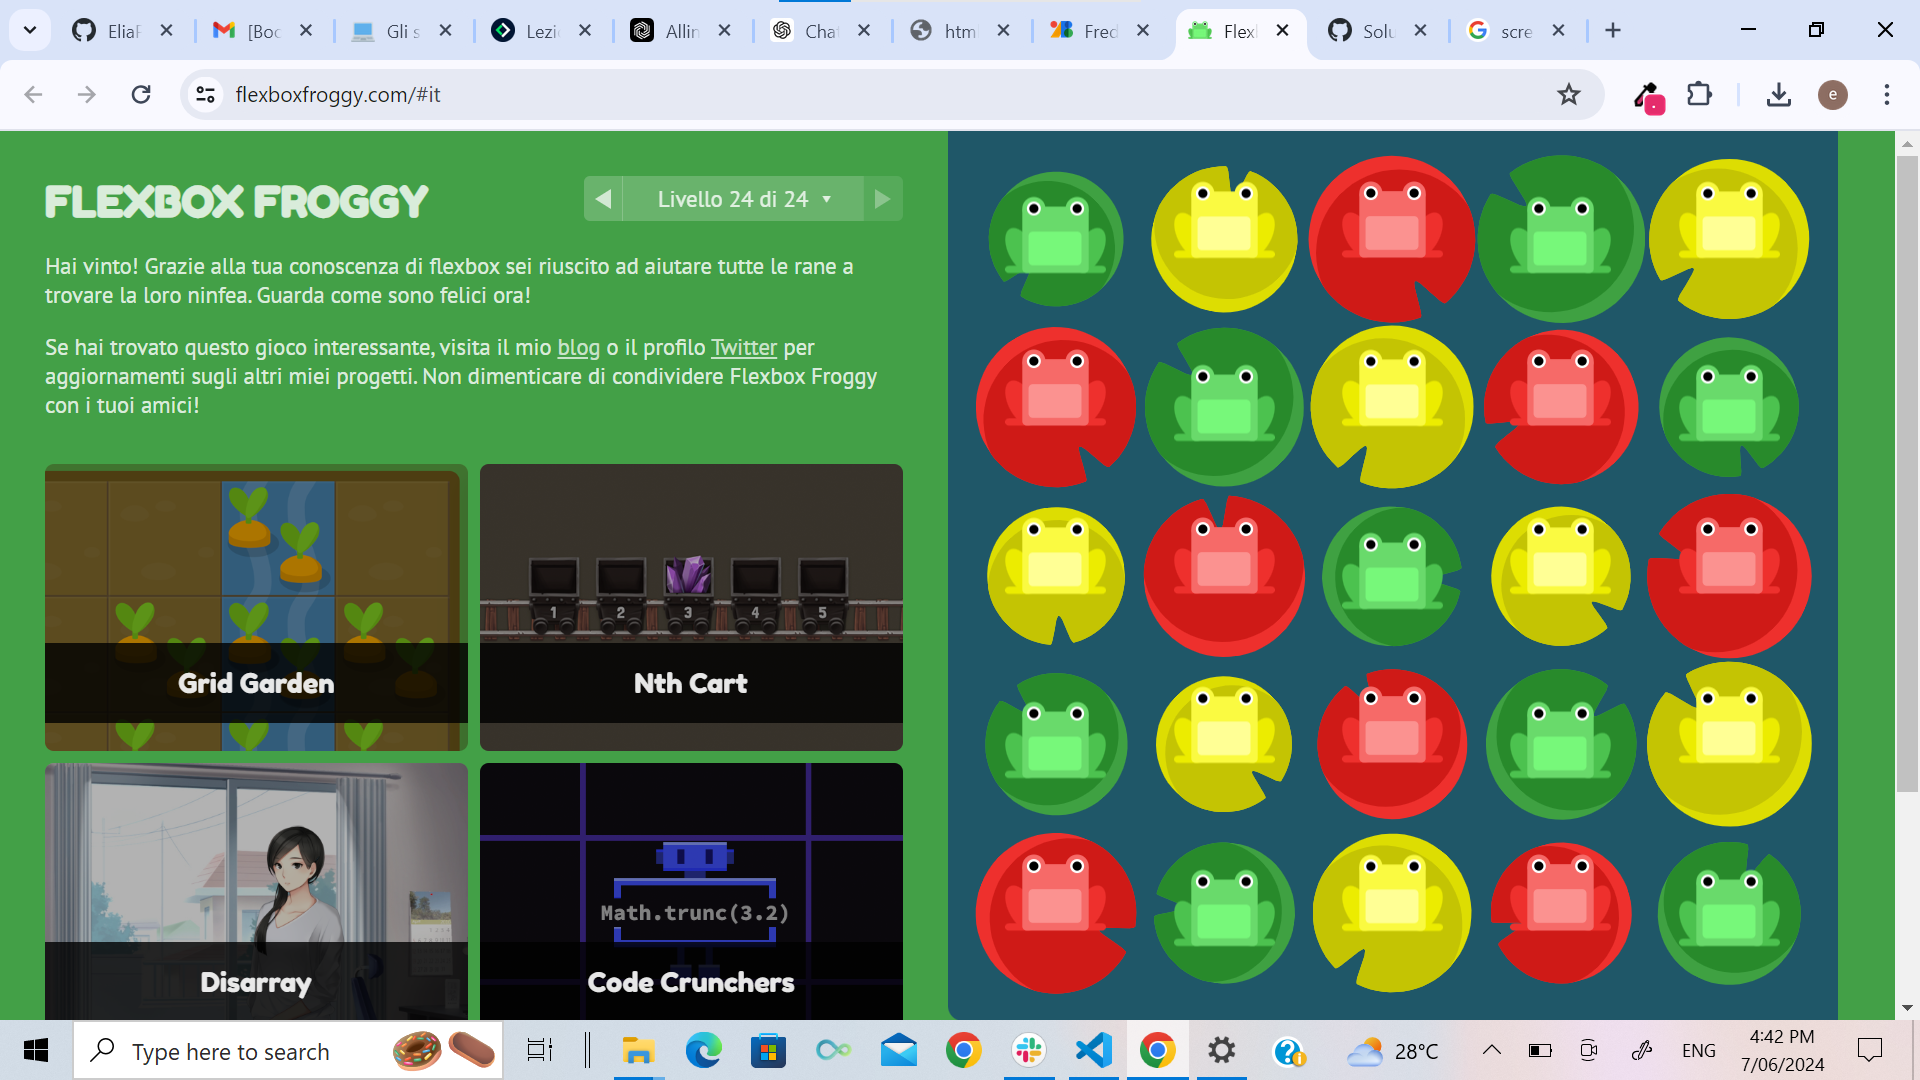 EliaF
[Boo
Gli s
Lezi
Allin
Chat
htm
Fred
Flexl
Solu
scre
flexboxfroggy.com/#it
e
FLEXBOX FROGGY
Livello 24 di 24
Hai vinto! Grazie alla tua conoscenza di flexbox sei riuscito ad aiutare tutte le rane a
trovare la loro ninfea. Guarda come sono felici ora!
Se hai trovato questo gioco interessante, visita il mio blog o il profilo Twitter per
aggiornamenti sugli altri miei progetti. Non dimenticare di condividere Flexbox Froggy
con i tuoi amici!
1 2 3 4 5
Grid Garden
Nth Cart
Math.trunc(3.2)
Disarray
Code Crunchers
Type here to search
28°C
ENG
4:42 PM
7/06/2024